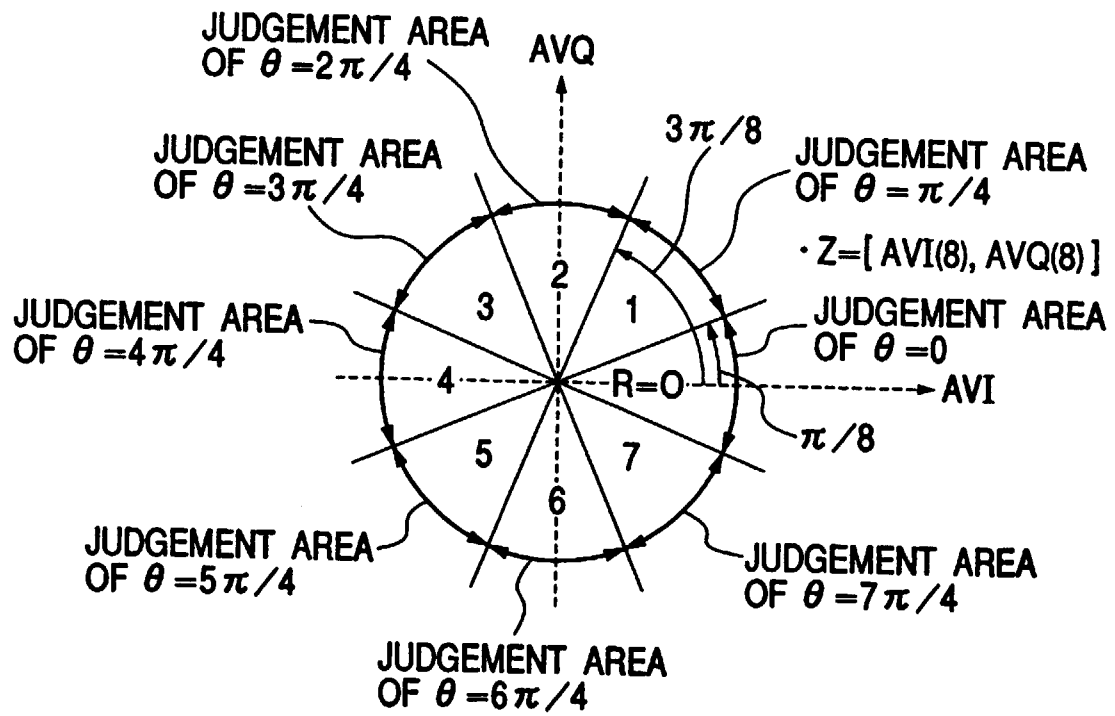 JUDGEMENT AREA
OF θ=2π/4
AVQ
3π/8
JUDGEMENT AREA
OF θ=3π/4
JUDGEMENT AREA
OF θ=π/4
· Z=[ AVI(8), AVQ(8) ]
2
3
1
JUDGEMENT AREA
OF θ=4π/4
JUDGEMENT AREA
OF θ=0
4
R=0
AVI
π/8
5
7
6
JUDGEMENT AREA
OF θ=5π/4
JUDGEMENT AREA
OF θ=7π/4
JUDGEMENT AREA
OF θ=6π/4